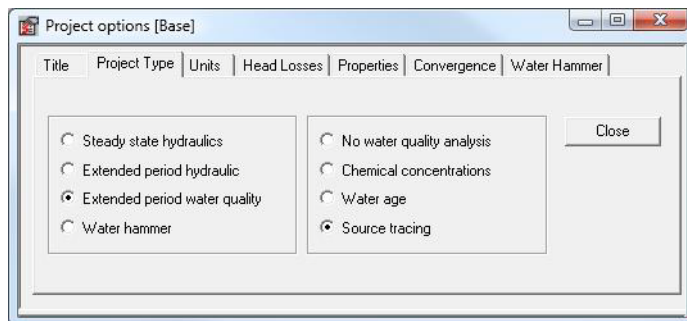 Project options [Base]
Title Project Type Units Head Losses Properties Convergence Water Hammer
Steady state hydraulics
Extended period hydraulic
Extended period water quality
Water hammer
No water quality analysis
Chemical concentrations
Water age
Source tracing
Close